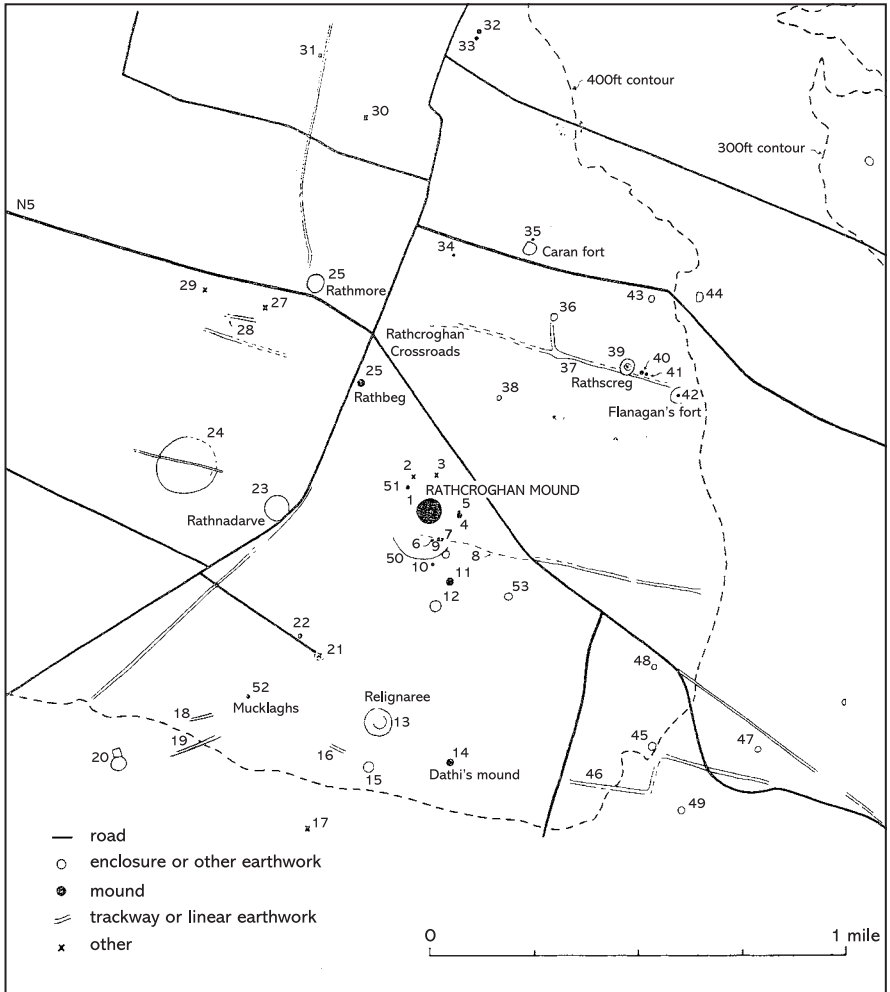 32
33
31
400ft contour
30
300ft contour
N5
35
34
Caran fort
25
Rathmore
29
27
28
43
44
36
Rathcroghan
Crossroads
39
40
41
37
Rathscreg
25
Rathbeg
38
42
Flanagan's fort
24
2
3
51
RATHCROGHAN MOUND
1
5
4
23
Rathnadarve
6
7
9
50
8
10
11
12
53
22
21
48
52
Mucklaghs
Relignaree
13
18
19
20
16
15
14
Dathi's mound
45
47
46
49
17
road
enclosure or other earthwork
mound
trackway or linear earthwork
other
0
1 mile